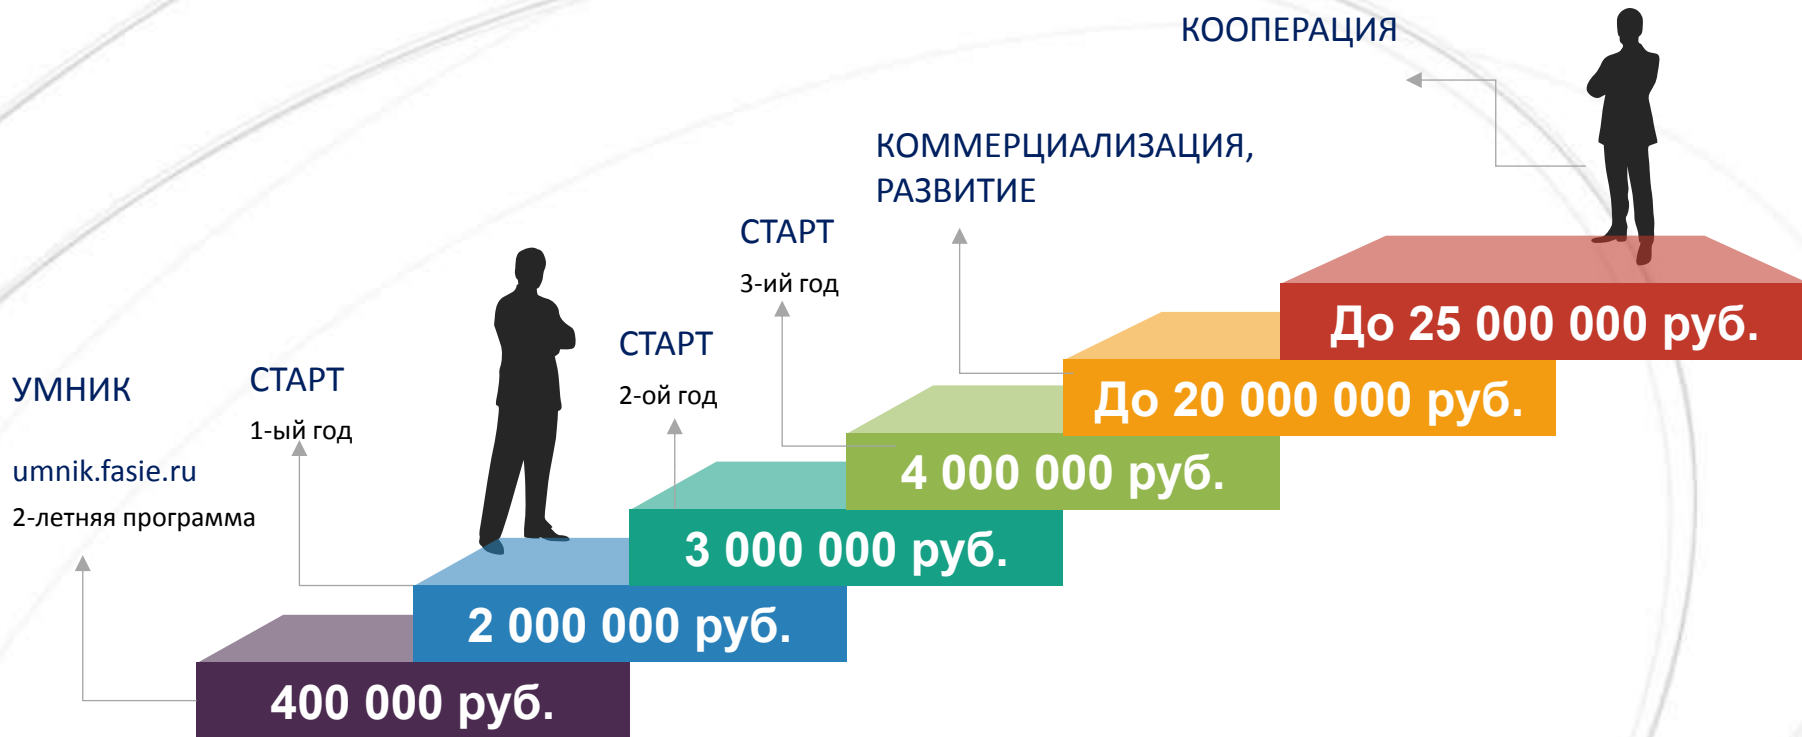 КООПЕРАЦИЯ
КОММЕРЦИАЛИЗАЦИЯ,
РАЗВИТИЕ
СТАРТ
3-ий год
СТАРТ
2-ой год
СТАРТ
1-ый год
УМНИК
umnik.fasie.ru
2-летняя программа
До 25 000 000 руб.
До 20 000 000 руб.
4 000 000 руб.
3 000 000 руб.
2 000 000 руб.
400 000 руб.